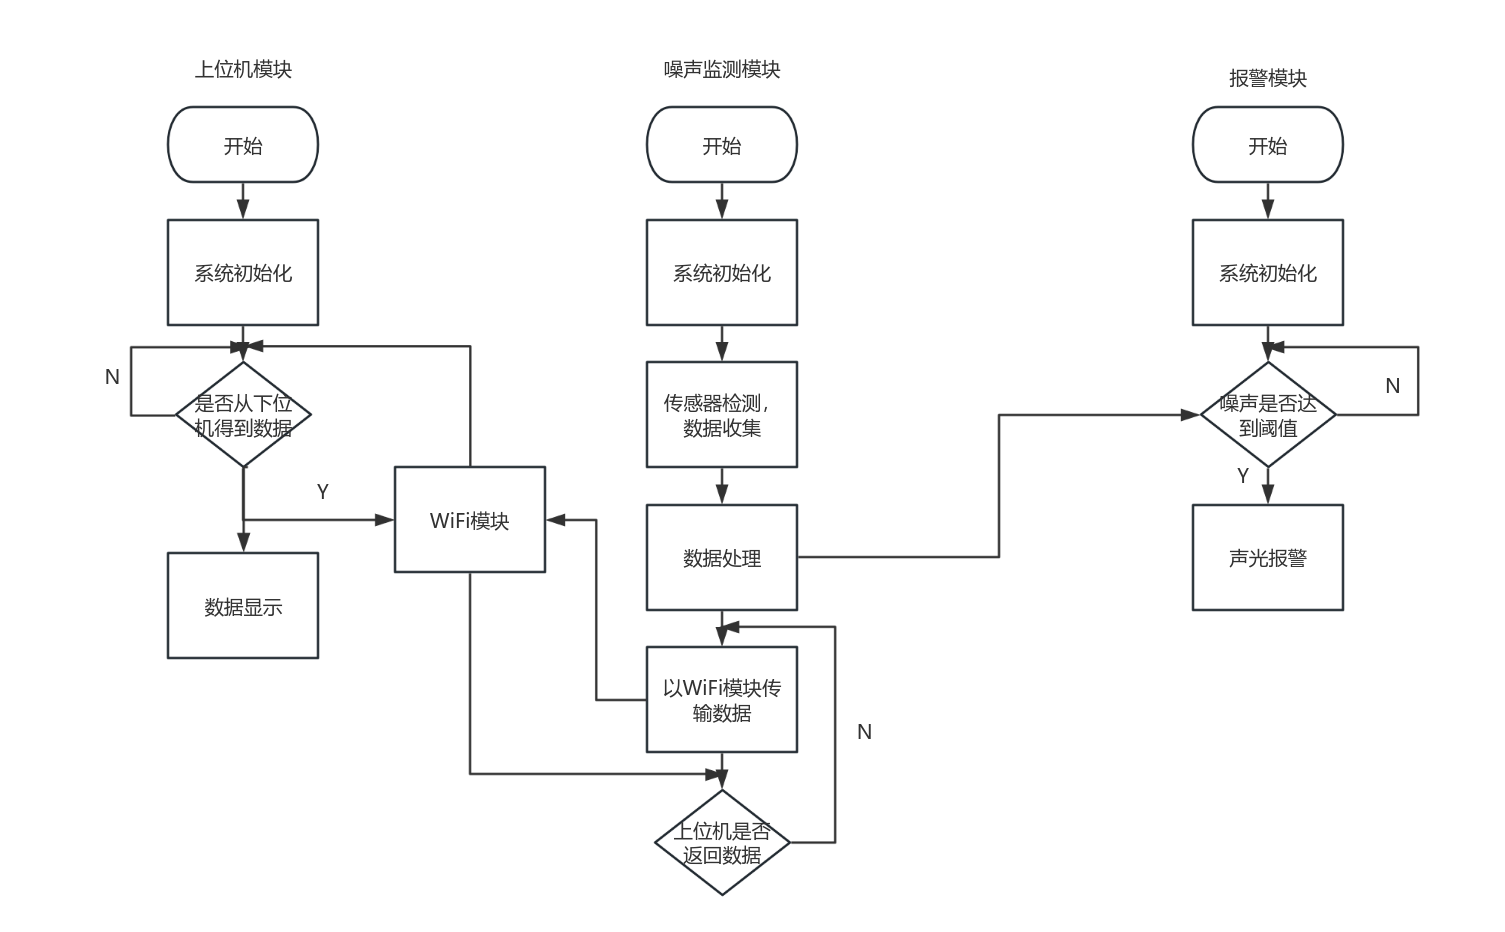 上位机模块
开始
系统初始化
N
是否从下位
机得到数据
Y
数据显示
WiFi模块
噪声监测模块
开始
系统初始化
传感器检测，
数据收集
数据处理
以WiFi模块传
输数据
N
上位机是否
返回数据
报警模块
开始
系统初始化
N
噪声是否达
到阈值
Y
声光报警